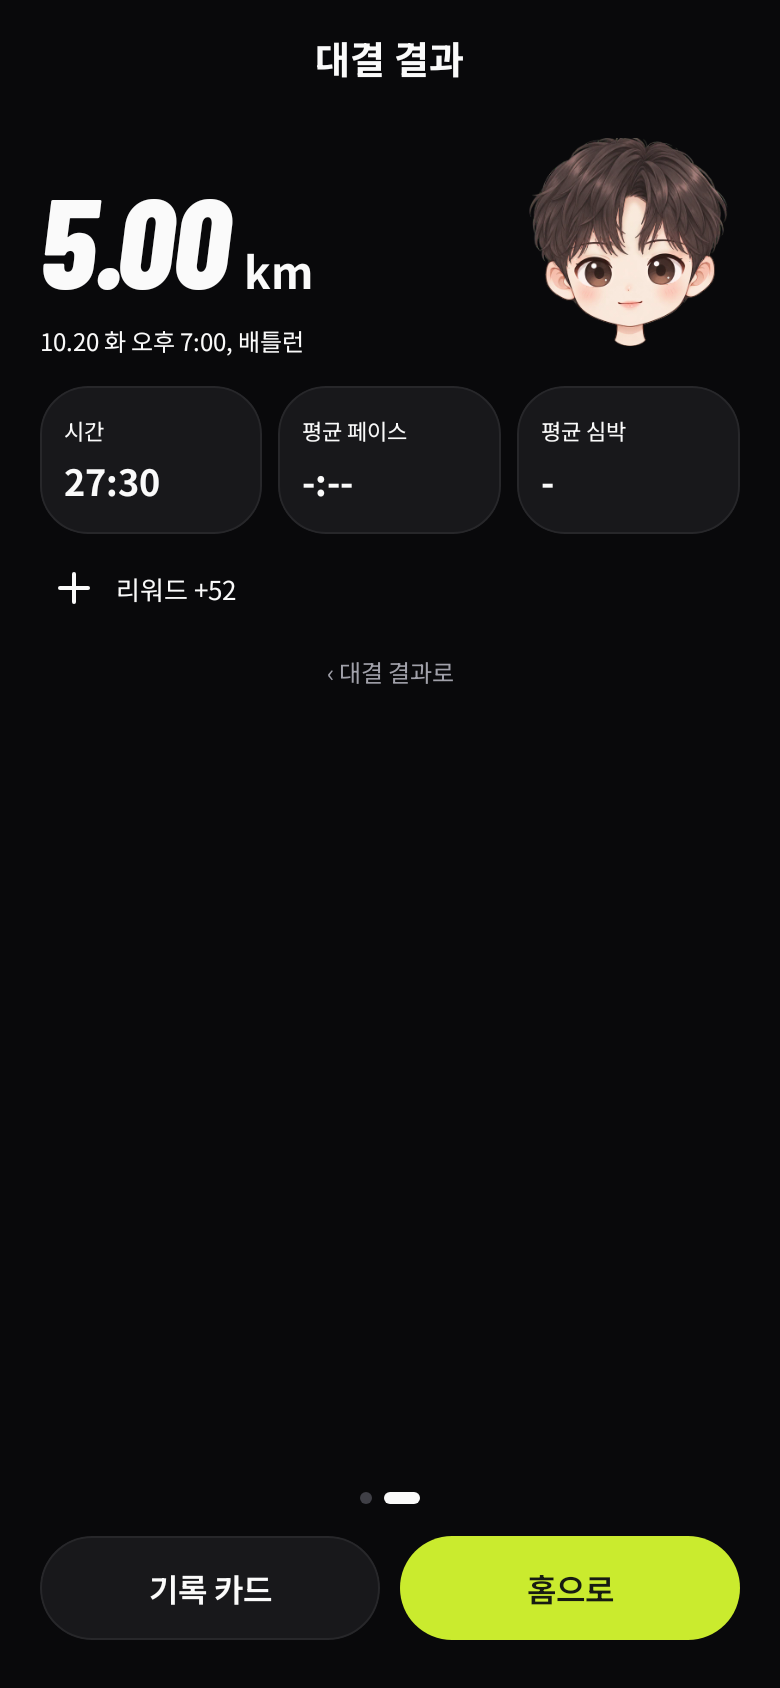 대결 결과
5.00 km
10.20 화 오후 7:00, 배틀런
시간
27:30
평균 페이스
-:--
평균 심박
-
리워드 +52
‹ 대결 결과로
기록 카드
홈으로